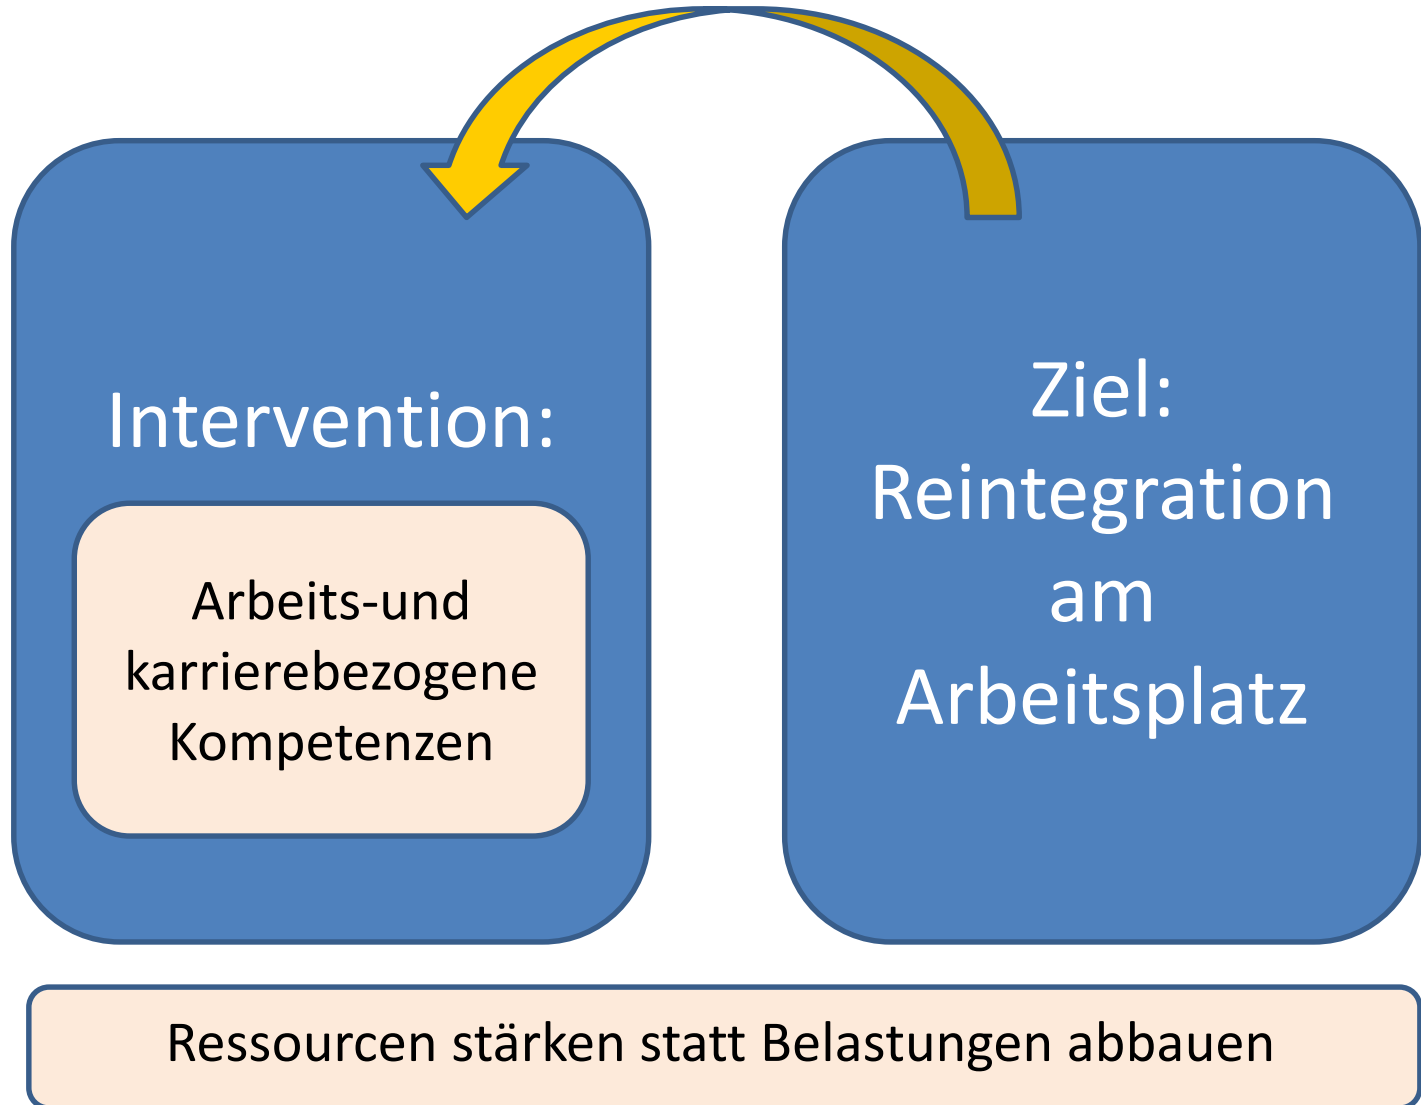 Intervention:
Arbeits-und
karrierebezogene
Kompetenzen
Ziel:
Reintegration
am
Arbeitsplatz
Ressourcen stärken statt Belastungen abbauen